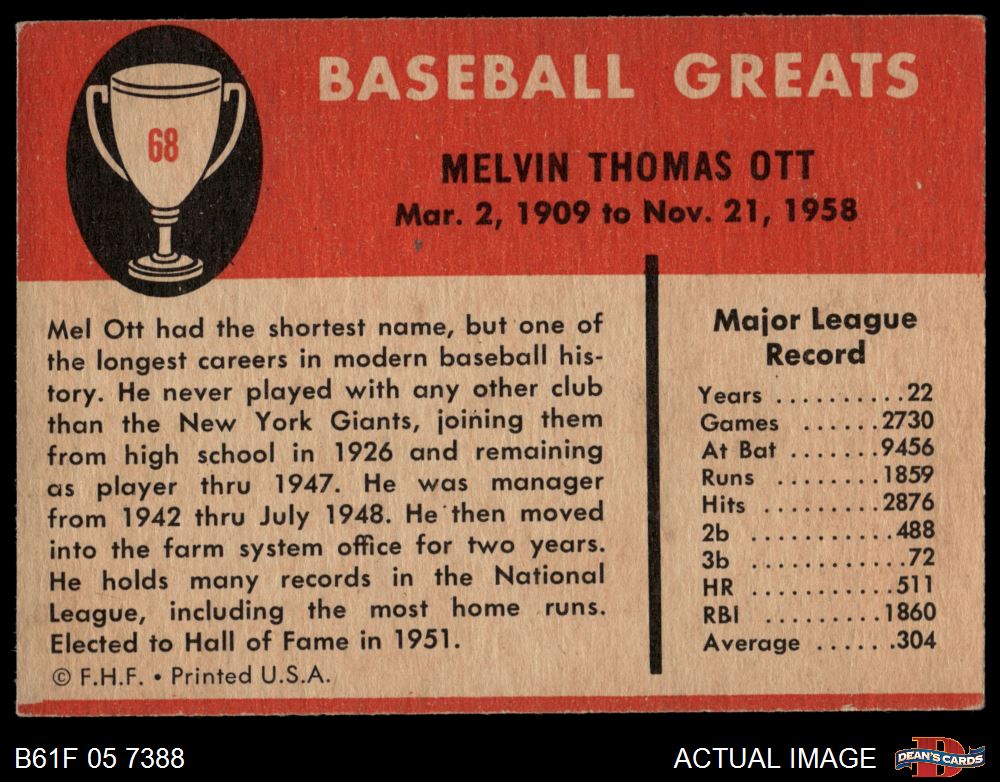 68
BASEBALL GREATS
MELVIN THOMAS OTT
Mar. 2, 1909 to Nov. 21, 1958
Mel Ott had the shortest name, but one of
the longest careers in modern baseball his-
tory. He never played with any other club
than the New York Giants, joining them
from high school in 1926 and remaining
as player thru 1947. He was manager
from 1942 thru July 1948. He then moved
into the farm system office for two years.
He holds many records in the National
League, including the most home runs.
Elected to Hall of Fame in 1951.
© F.H.F. • Printed U.S.A.
Major League
Record
Years ..........22
Games .......2730
At Bat .......9456
Runs ........1859
Hits .........2876
2b ...........488
3b ............72
HR ...........511
RBI .........1860
Average .......304
B61F 05 7388
ACTUAL IMAGE
D
DEAN'S CARDS